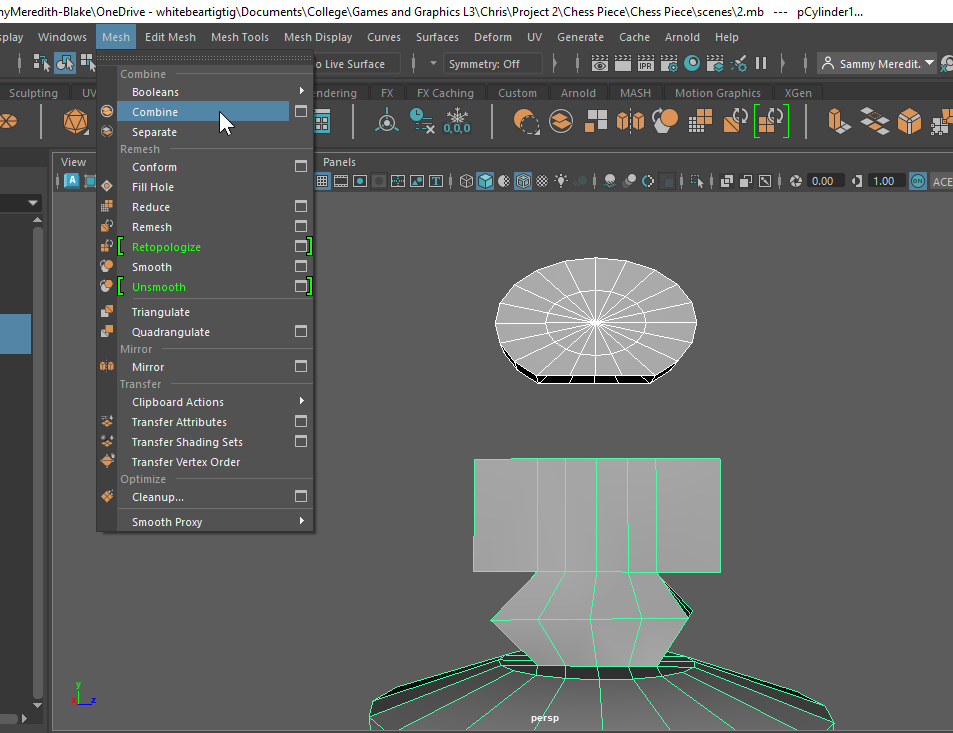 nyMeredith-Blake\OneDrive - whitebeartigtig\Documents\College\Games and Graphics L3\Chris\Project 2\Chess Piece\Chess Piece\scenes\2.mb --- pCylinder1...
splay Windows Mesh Edit Mesh Mesh Tools Mesh Display Curves Surfaces Deform UV Generate Cache Arnold Help
o Live Surface Symmetry: Off IPR Sammy Meredit.
Sculpting UV endering FX FX Caching Custom Arnold MASH Motion Graphics XGen
0,0,0
View Panels
A T 0.00 1.00 ON ACE
Combine
Booleans
Combine
Separate
Remesh
Conform
Fill Hole
Reduce
Remesh
Retopologize
Smooth
Unsmooth
Triangulate
Quadrangulate
Mirror
Mirror
Transfer
Clipboard Actions
Transfer Attributes
Transfer Shading Sets
Transfer Vertex Order
Optimize
Cleanup...
Smooth Proxy
y
z
persp